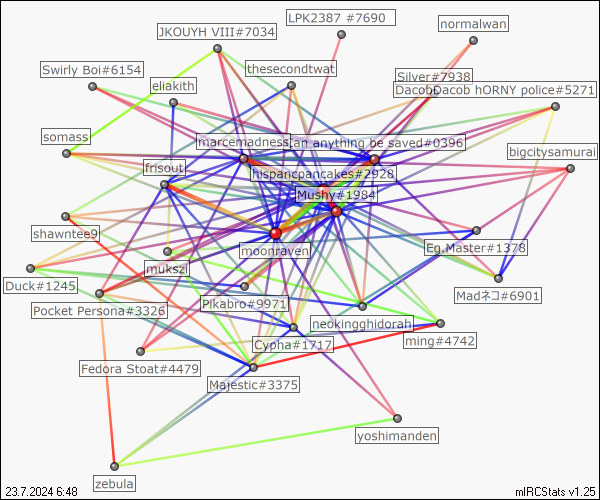 LPK2387 #7690
normalwan
JKOUYH VIII#7034
thesecondtwat
Swirly Boi#6154
Silver#7938
eliakith
DacobDacob hORNY police#5271
somass
marcemadness
can anything be saved#0396
bigcitysamurai
frisout
hispancpancakes#2928
Mushy#1984
shawntee9
moonraven
Eg.Master#1378
mukszi
Duck#1245
Pikabro#9971
Madネコ#6901
Pocket Persona#3326
neokingghidorah
Cypha#1717
ming#4742
Fedora Stoat#4479
Majestic#3375
yoshimanden
zebula
23.7.2024 6:48
mIRCStats v1.25